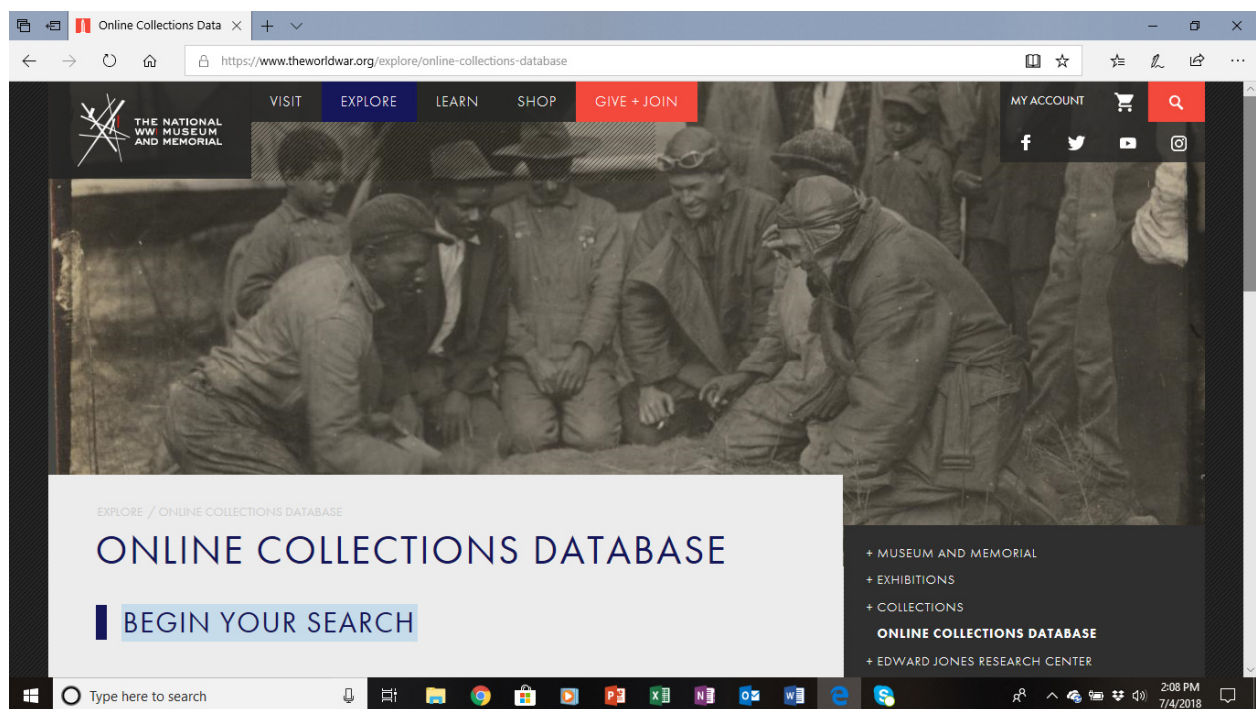 Online Collections Data
https://www.theworldwar.org/explore/online-collections-database
THE NATIONAL
WWI MUSEUM
AND MEMORIAL
VISIT EXPLORE LEARN SHOP GIVE + JOIN
MY ACCOUNT
EXPLORE / ONLINE COLLECTIONS DATABASE
ONLINE COLLECTIONS DATABASE
BEGIN YOUR SEARCH
+ MUSEUM AND MEMORIAL
+ EXHIBITIONS
+ COLLECTIONS
ONLINE COLLECTIONS DATABASE
+ EDWARD JONES RESEARCH CENTER
Type here to search
2:08 PM
7/4/2018